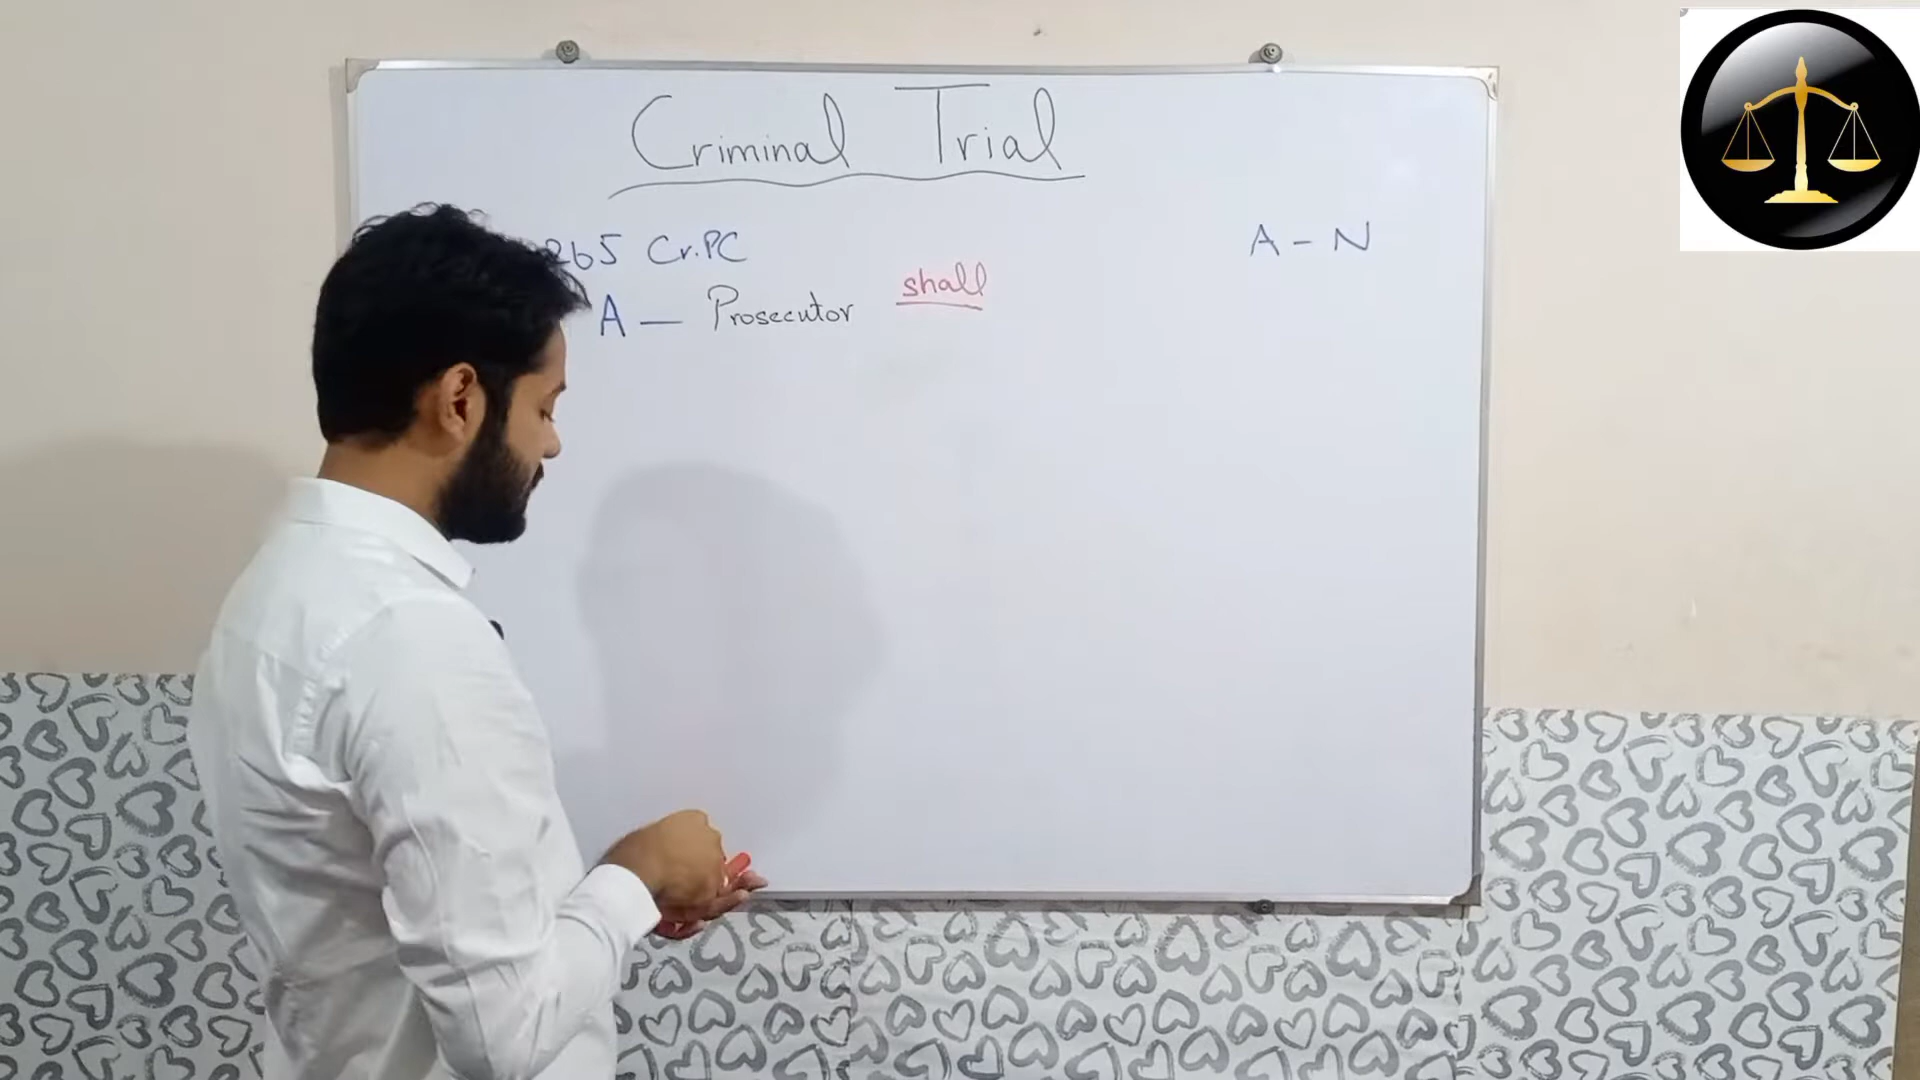 Criminal Trial
265 Cr.PC
A - N
shall
A — Prosecutor